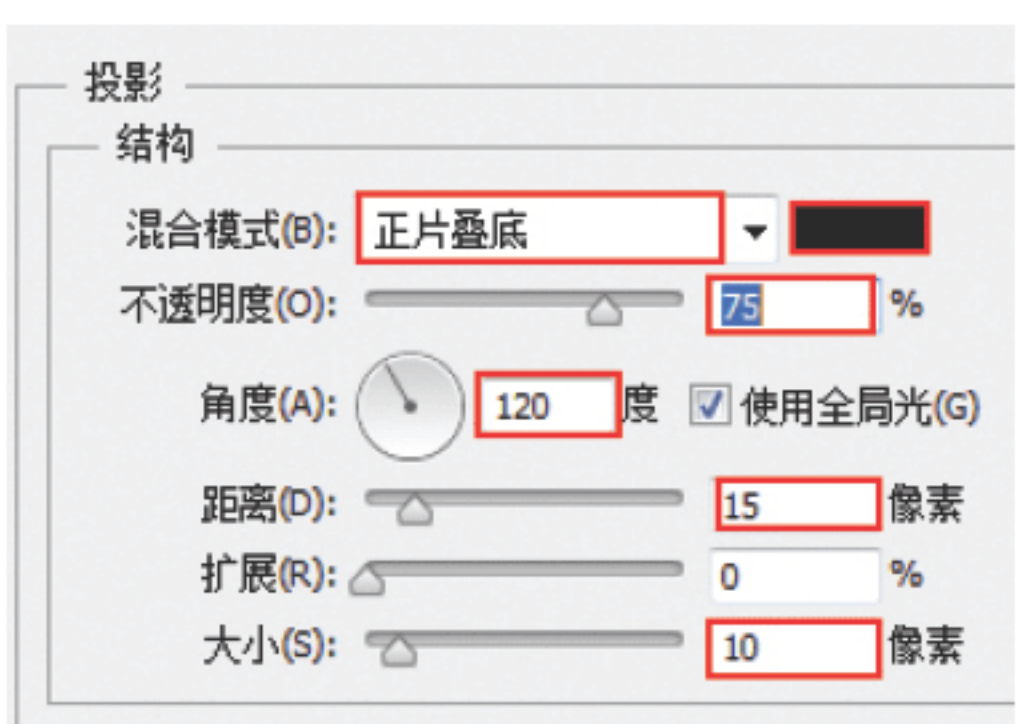 投影
结构
混合模式(B): 正片叠底
不透明度(O): 75 %
角度(A): 120 度 使用全局光(G)
距离(D): 15 像素
扩展(R): 0 %
大小(S): 10 像素